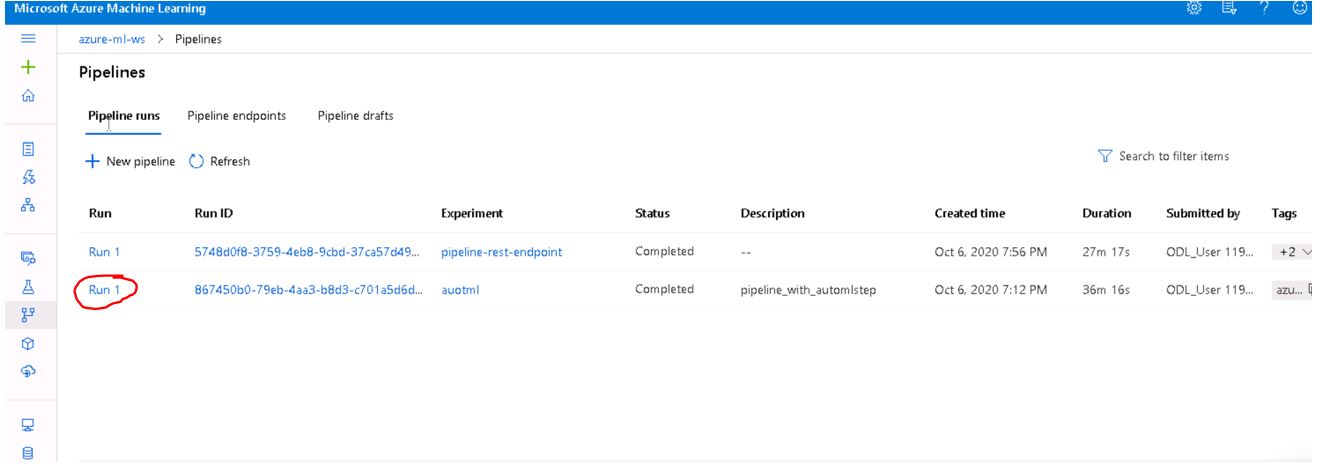 Microsoft Azure Machine Learning
azure-ml-ws > Pipelines
Pipelines
Pipeline runs Pipeline endpoints Pipeline drafts
New pipeline Refresh Search to filter items
Run Run ID Experiment Status Description Created time Duration Submitted by Tags
Run 1 5748d0f8-3759-4eb8-9cbd-37ca57d49... pipeline-rest-endpoint Completed -- Oct 6, 2020 7:56 PM 27m 17s ODL_User 119... +2
Run 1 867450b0-79eb-4aa3-b8d3-c701a5d6d... auotml Completed pipeline_with_automlstep Oct 6, 2020 7:12 PM 36m 16s ODL_User 119... azu...